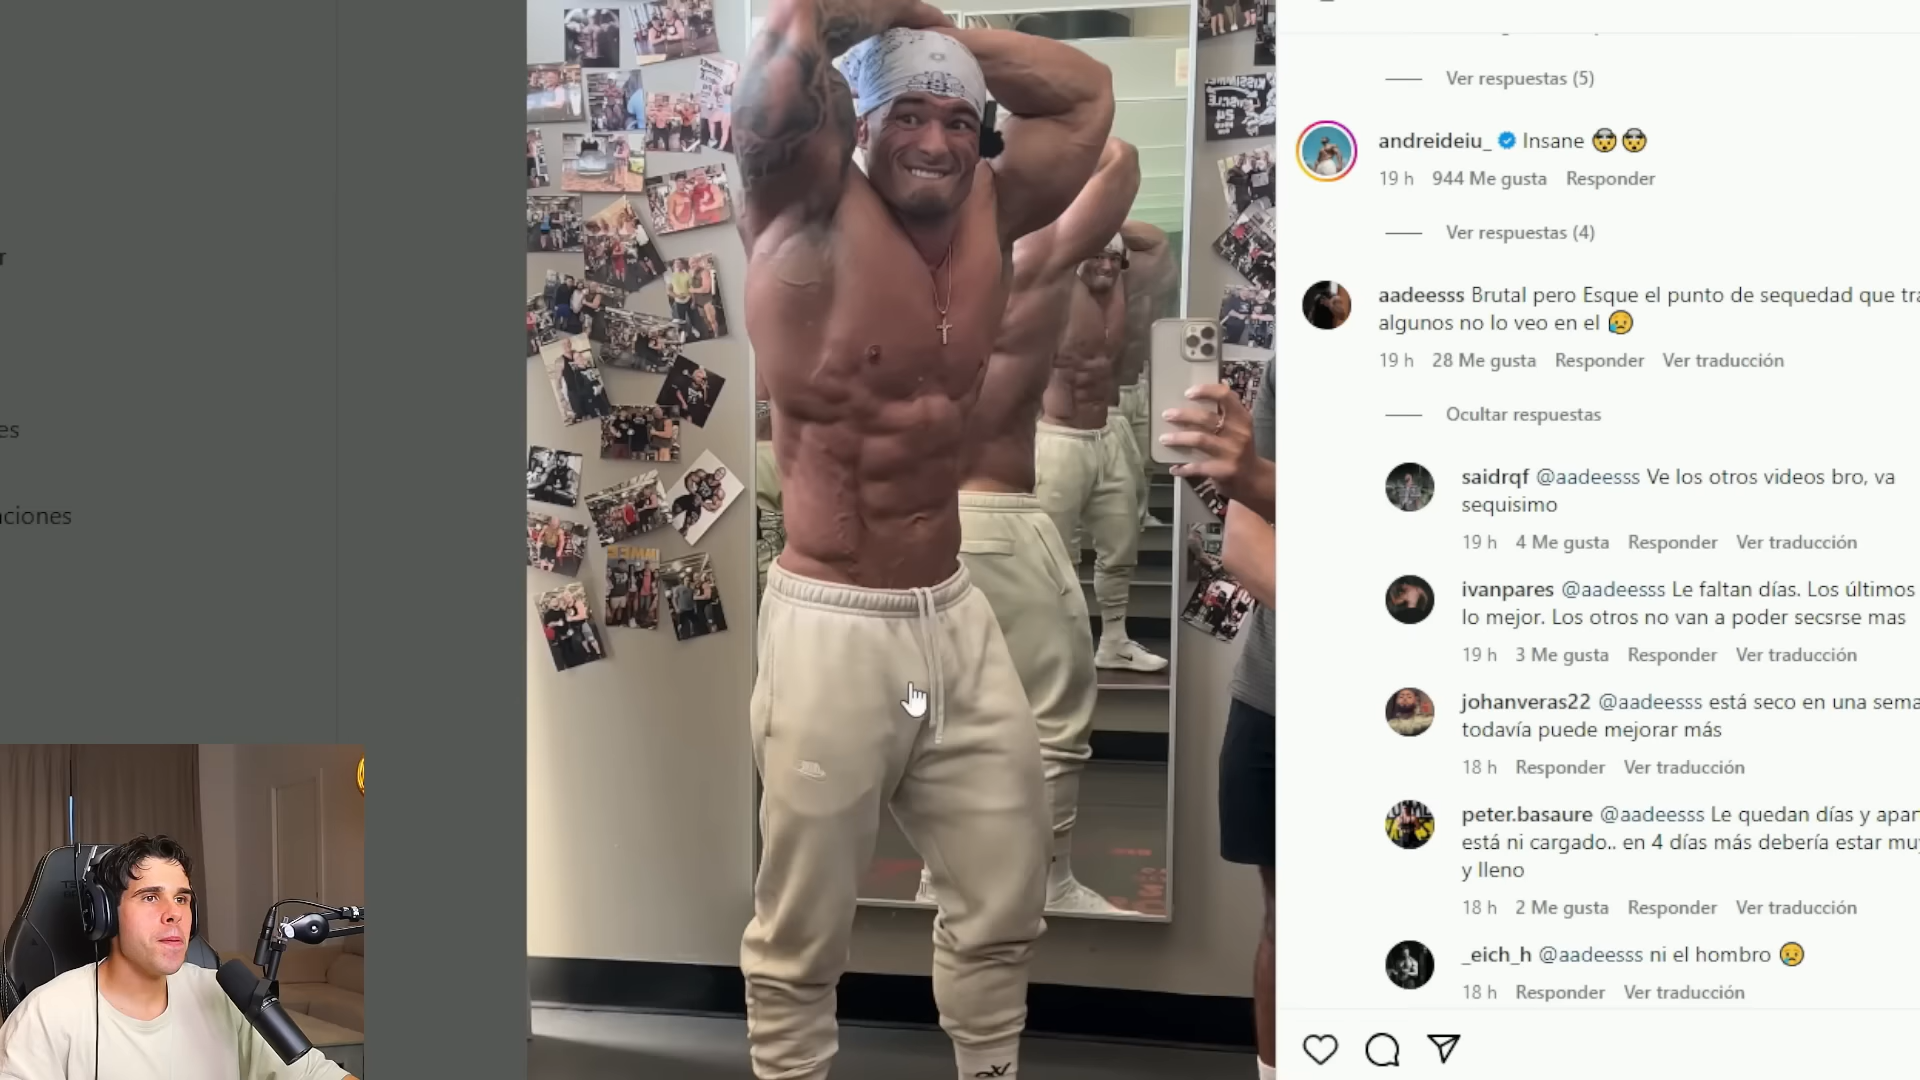 r
es
ciones
Ver respuestas (5)
andreideiu_ Insane 🤯🤯
19 h 944 Me gusta Responder
Ver respuestas (4)
aadeesss Brutal pero Esque el punto de sequedad que tra
algunos no lo veo en el 😥
19 h 28 Me gusta Responder Ver traducción
Ocultar respuestas
saidrqf @aadeesss Ve los otros videos bro, va
sequisimo
19 h 4 Me gusta Responder Ver traducción
ivanpares @aadeesss Le faltan días. Los últimos
lo mejor. Los otros no van a poder secsrse mas
19 h 3 Me gusta Responder Ver traducción
johanveras22 @aadeesss está seco en una sema
todavía puede mejorar más
18 h Responder Ver traducción
peter.basaure @aadeesss Le quedan días y apar
está ni cargado.. en 4 días más debería estar muy
y lleno
18 h 2 Me gusta Responder Ver traducción
_eich_h @aadeesss ni el hombro 😥
18 h Responder Ver traducción